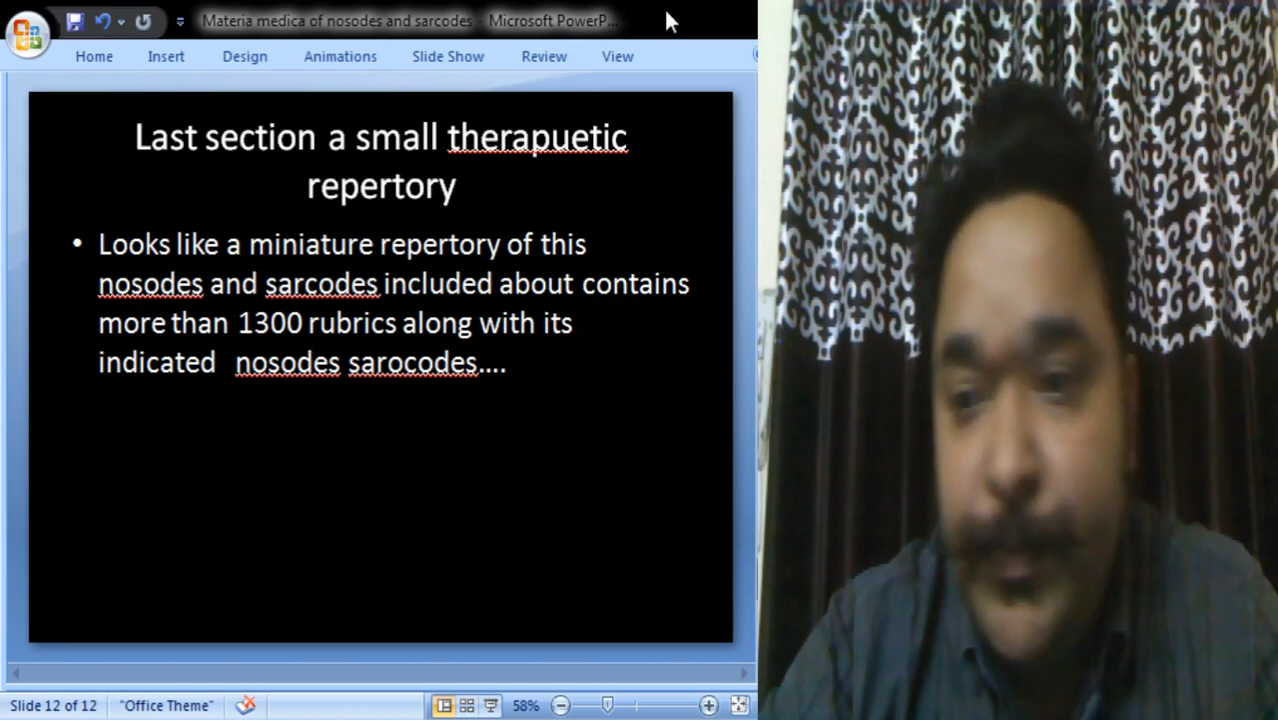 Materia medica of nosodes and sarcodes - Microsoft PowerP...
Home Insert Design Animations Slide Show Review View
Last section a small therapuetic
repertory
• Looks like a miniature repertory of this
nosodes and sarcodes included about contains
more than 1300 rubrics along with its
indicated nosodes sarocodes....
Slide 12 of 12 "Office Theme" 58%